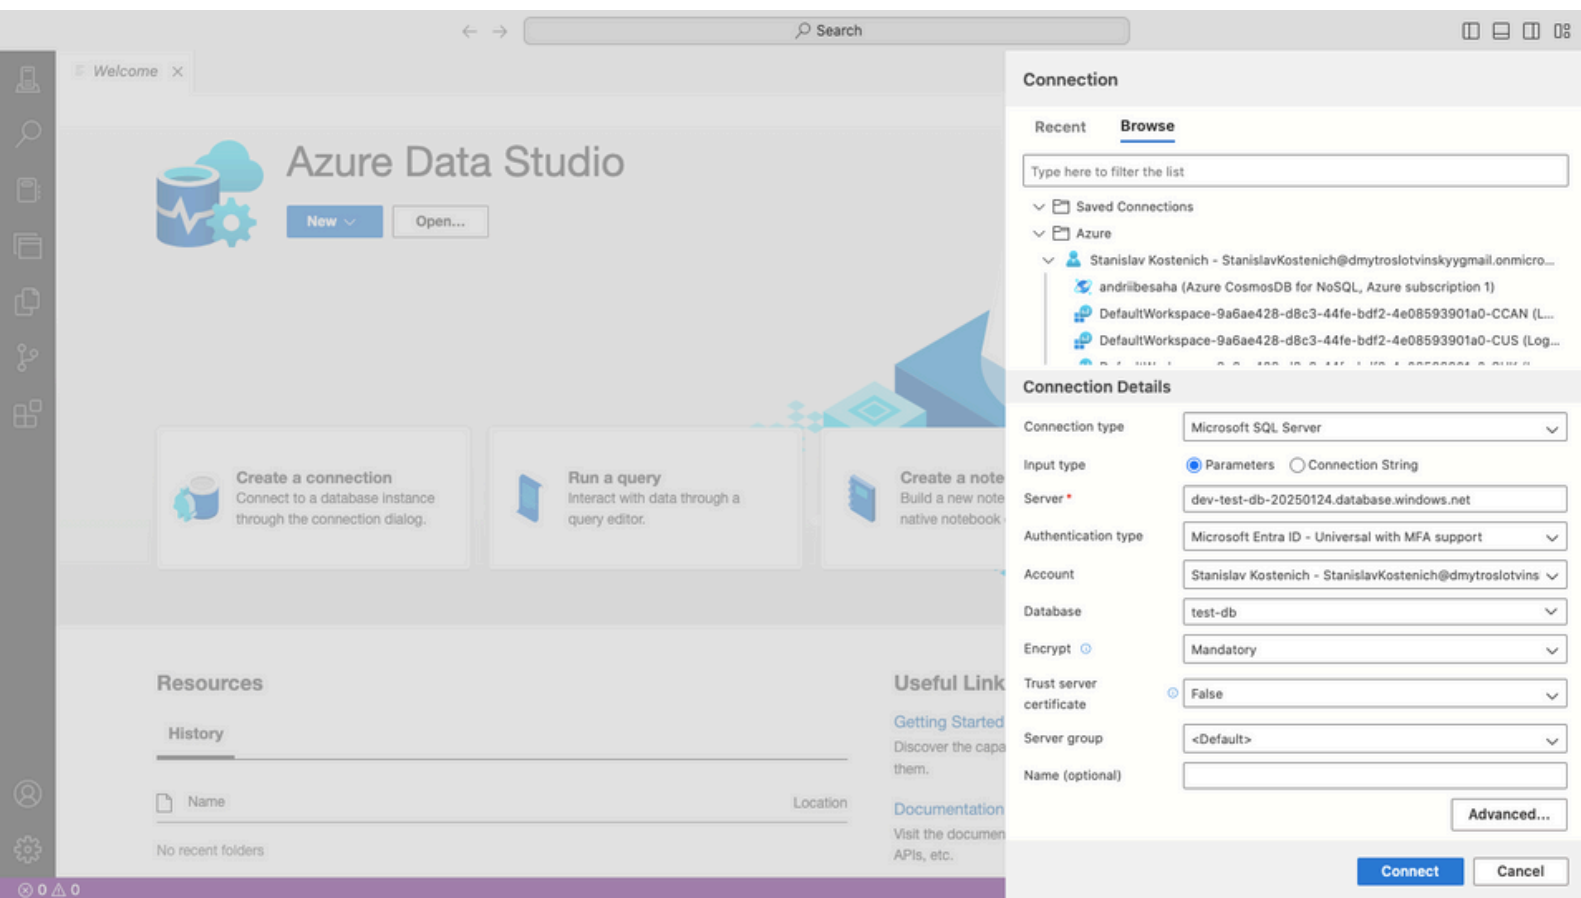 Search
Welcome
Azure Data Studio
New
Open...
Create a connection
Connect to a database instance
through the connection dialog.
Run a query
Interact with data through a
query editor.
Create a note
Build a new note
native notebook
Resources
History
Name Location
No recent folders
Useful Link
Getting Started
Discover the capa
them.
Documentation
Visit the documen
APIs, etc.
0 0
Connection
Recent Browse
Type here to filter the list
Saved Connections
Azure
Stanislav Kostenich - StanislavKostenich@dmytroslotvinskyygmail.onmicro...
andriibesaha (Azure CosmosDB for NoSQL, Azure subscription 1)
DefaultWorkspace-9a6ae428-d8c3-44fe-bdf2-4e08593901a0-CCAN (L...
DefaultWorkspace-9a6ae428-d8c3-44fe-bdf2-4e08593901a0-CUS (Log...
Connection Details
Connection type Microsoft SQL Server
Input type Parameters Connection String
Server * dev-test-db-20250124.database.windows.net
Authentication type Microsoft Entra ID - Universal with MFA support
Account Stanislav Kostenich - StanislavKostenich@dmytroslotvins
Database test-db
Encrypt Mandatory
Trust server
certificate False
Server group <Default>
Name (optional)
Advanced...
Connect Cancel